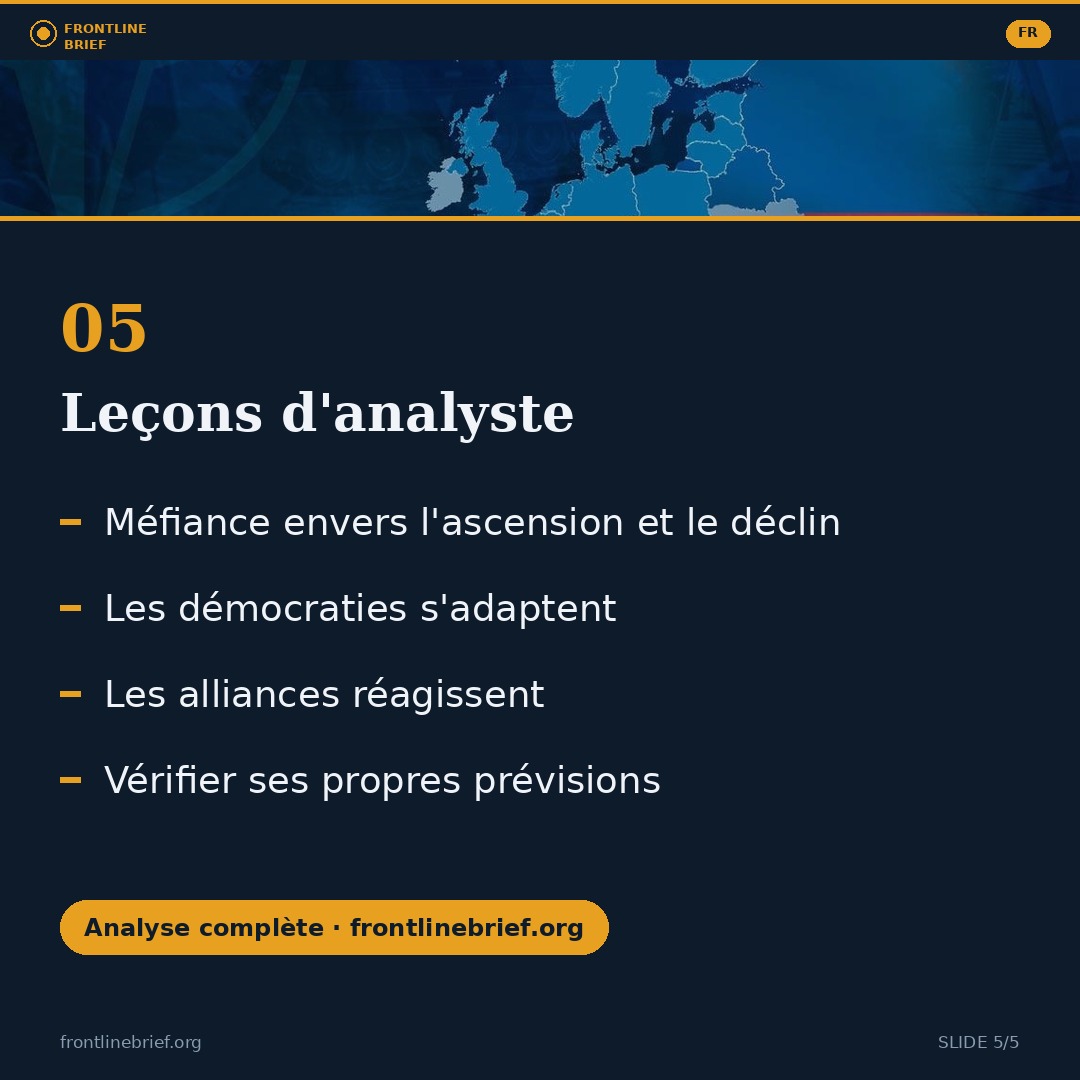 FRONTLINE
BRIEF
FR
05
Leçons d'analyste
Méfiance envers l'ascension et le déclin
Les démocraties s'adaptent
Les alliances réagissent
Vérifier ses propres prévisions
Analyse complète · frontlinebrief.org
frontlinebrief.org
SLIDE 5/5